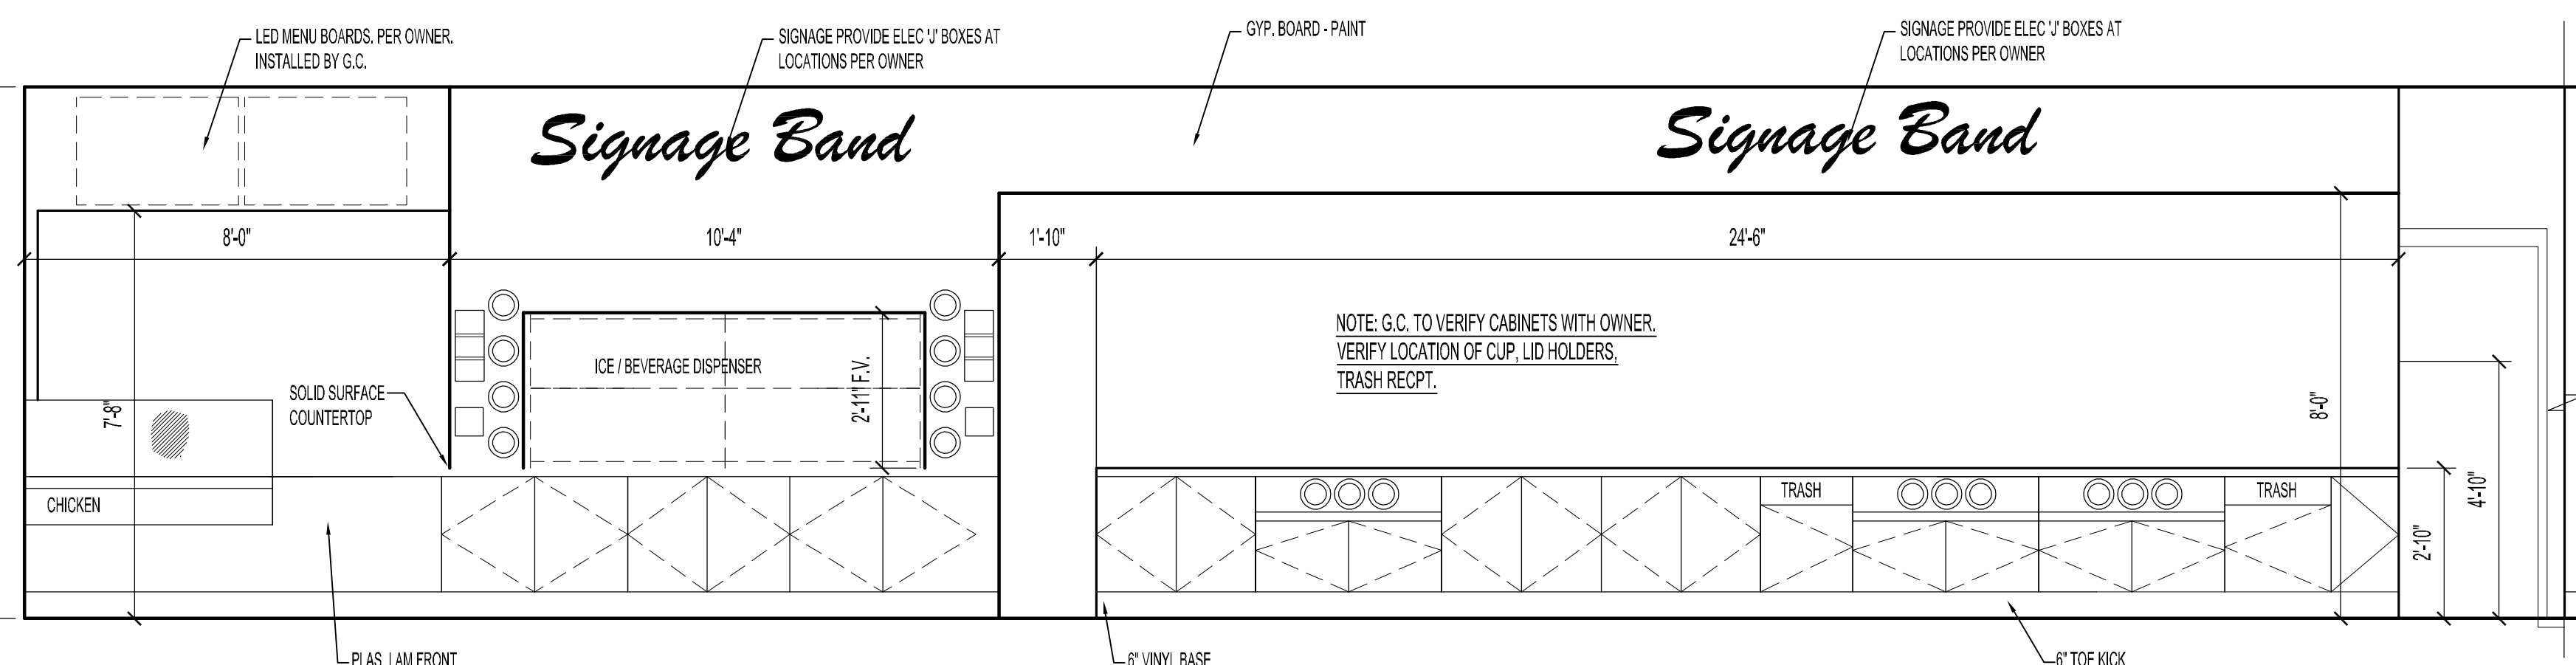 LED MENU BOARDS. PER OWNER.
INSTALLED BY G.C.
SIGNAGE PROVIDE ELEC 'J' BOXES AT
LOCATIONS PER OWNER
GYP. BOARD - PAINT
SIGNAGE PROVIDE ELEC 'J' BOXES AT
LOCATIONS PER OWNER
Signage Band
Signage Band
8'-0"
10'-4"
1'-10"
24'-6"
NOTE: G.C. TO VERIFY CABINETS WITH OWNER.
VERIFY LOCATION OF CUP, LID HOLDERS,
TRASH RECPT.
ICE / BEVERAGE DISPENSER
2'-11" F.V.
SOLID SURFACE
COUNTERTOP
7'-8"
8'-0"
CHICKEN
TRASH
TRASH
4'-10"
2'-10"
PLAS. LAM FRONT
6" VINYL BASE
6" TOE KICK